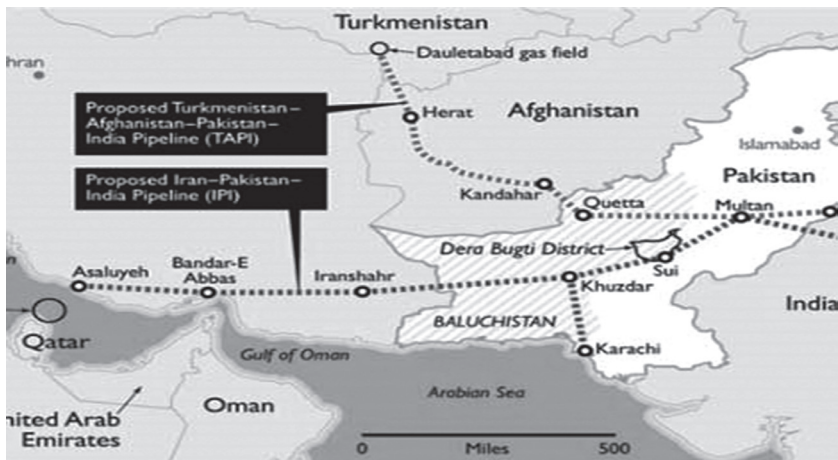 Turkmenistan
Dauletabad gas field
hran
Proposed Turkmenistan–
Afghanistan–Pakistan–
India Pipeline (TAPI)
Herat
Afghanistan
Islamabad
Pakistan
Proposed Iran–Pakistan–
India Pipeline (IPI)
Kandahar
Quetta
Multan
Dera Bugti District
Sui
Asaluyeh
Bandar-E
Abbas
Iranshahr
Khuzdar
India
BALUCHISTAN
Qatar
Gulf of Oman
Karachi
Arabian Sea
nited Arab
Emirates
Oman
0 Miles 500